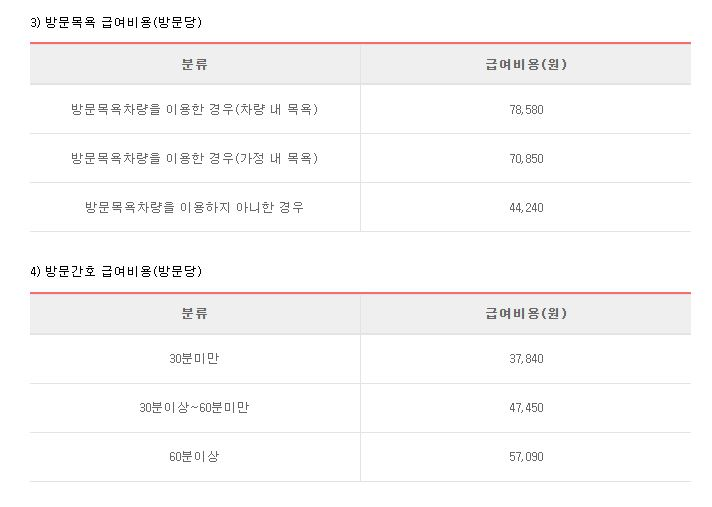 3) 방문목욕 급여비용(방문당)
분류 급여비용(원)
방문목욕차량을 이용한 경우(차량 내 목욕) 78,580
방문목욕차량을 이용한 경우(가정 내 목욕) 70,850
방문목욕차량을 이용하지 아니한 경우 44,240
4) 방문간호 급여비용(방문당)
분류 급여비용(원)
30분미만 37,840
30분이상~60분미만 47,450
60분이상 57,090